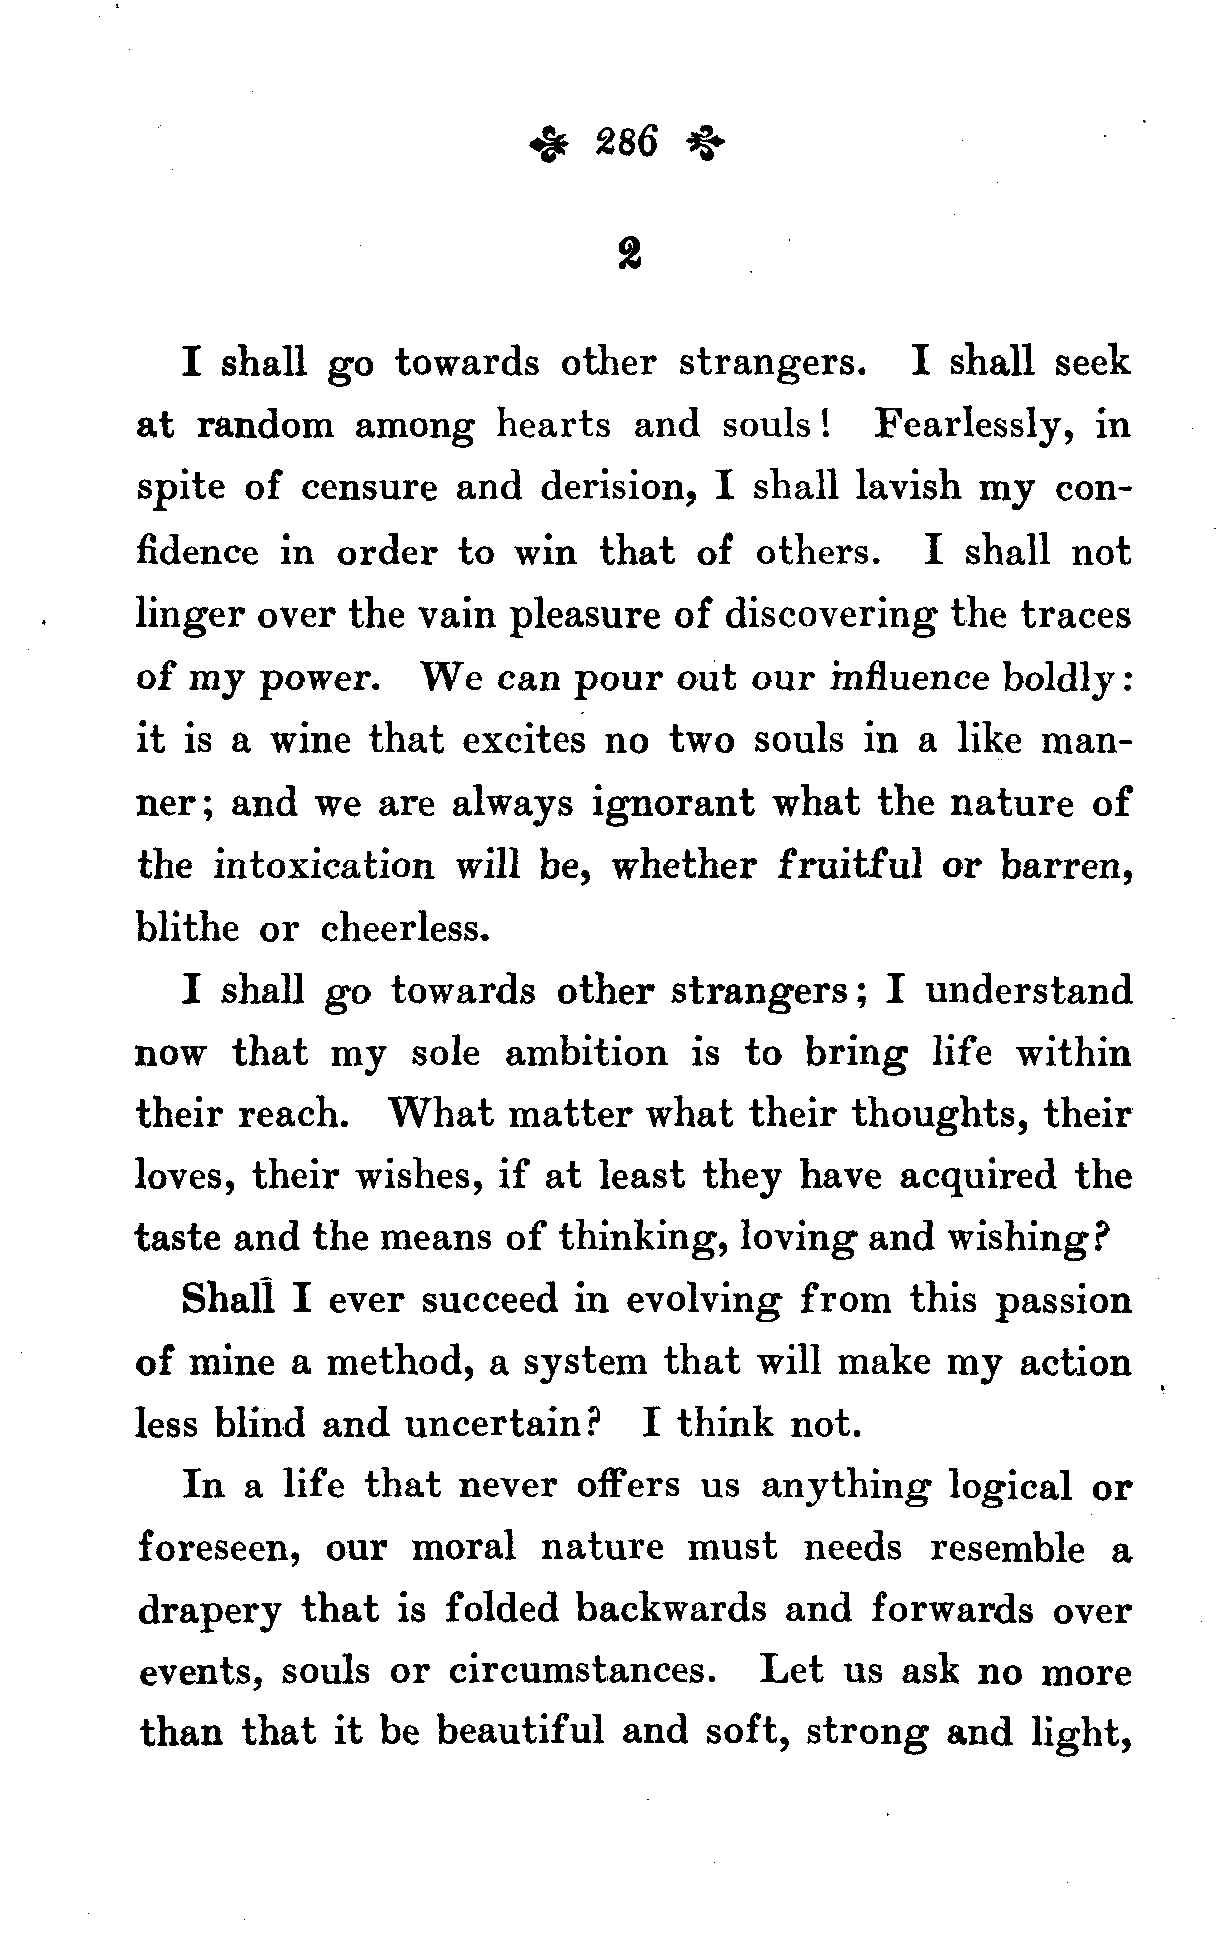 286
2
I shall go towards other strangers. I shall seek
at random among hearts and souls! Fearlessly, in
spite of censure and derision, I shall lavish my con-
fidence in order to win that of others. I shall not
linger over the vain pleasure of discovering the traces
of my power. We can pour out our influence boldly:
it is a wine that excites no two souls in a like man-
ner; and we are always ignorant what the nature of
the intoxication will be, whether fruitful or barren,
blithe or cheerless.
I shall go towards other strangers; I understand
now that my sole ambition is to bring life within
their reach. What matter what their thoughts, their
loves, their wishes, if at least they have acquired the
taste and the means of thinking, loving and wishing?
Shall I ever succeed in evolving from this passion
of mine a method, a system that will make my action
less blind and uncertain? I think not.
In a life that never offers us anything logical or
foreseen, our moral nature must needs resemble a
drapery that is folded backwards and forwards over
events, souls or circumstances. Let us ask no more
than that it be beautiful and soft, strong and light,